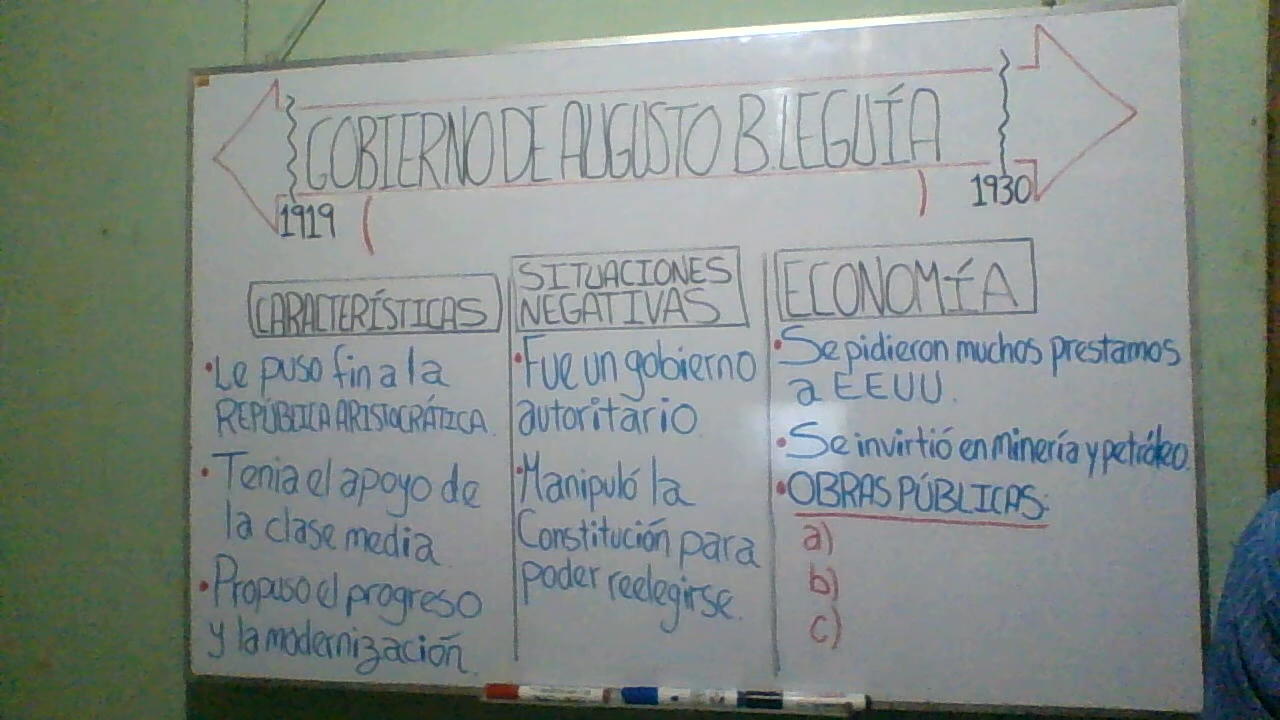 GOBIERNO DE AUGUSTO B. LEGUÍA
1919 ( ) 1930
CARACTERÍSTICAS
•Le puso fin a la
REPÚBLICA ARISTOCRÁTICA.
•Tenia el apoyo de
la clase media
•Propuso el progreso
y la modernización.
SITUACIONES
NEGATIVAS
•Fue un gobierno
autoritario.
•Manipuló la
Constitución para
poder reelegirse.
ECONOMÍA
•Se pidieron muchos prestamos
a EEUU.
•Se invirtió en minería y petróleo.
•OBRAS PÚBLICAS:
a)
b)
c)